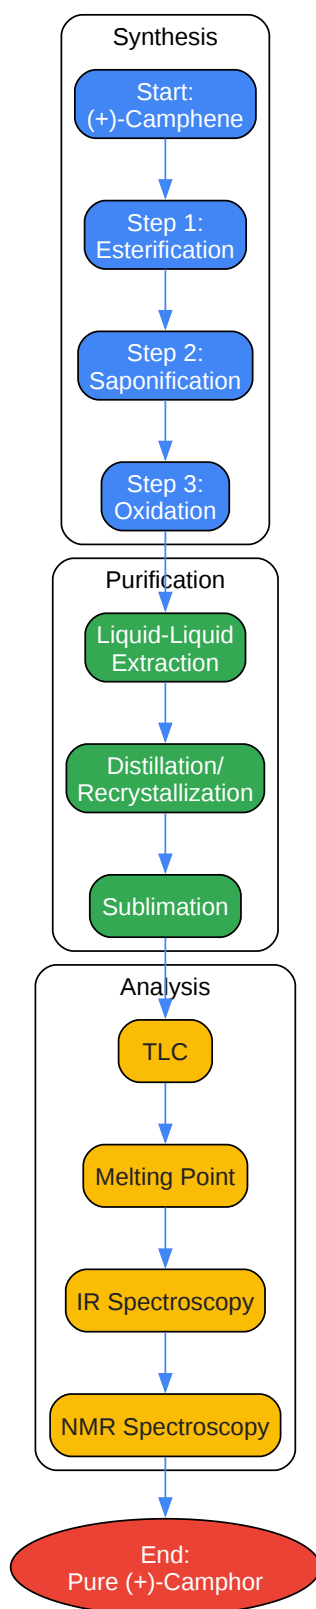 Synthesis
Start:
(+)-Camphene
Step 1:
Esterification
Step 2:
Saponification
Step 3:
Oxidation
Purification
Liquid-Liquid
Extraction
Distillation/
Recrystallization
Sublimation
Analysis
TLC
Melting Point
IR Spectroscopy
NMR Spectroscopy
End:
Pure (+)-Camphor